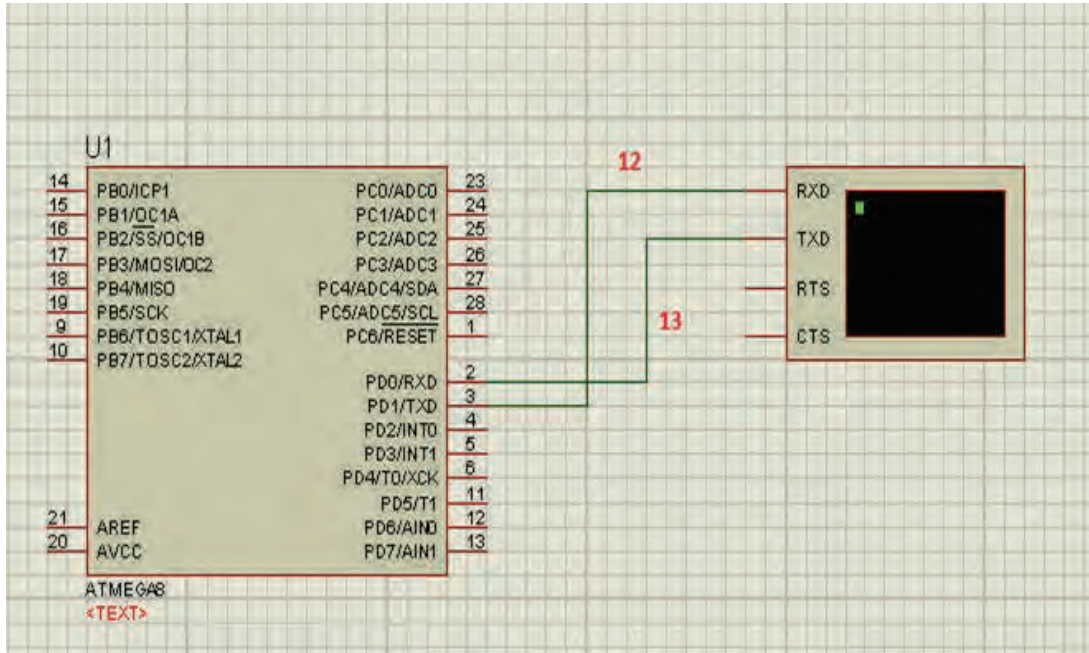 U1
14 PB0/ICP1
15 PB1/OC1A
16 PB2/SS/OC1B
17 PB3/MOSI/OC2
18 PB4/MISO
19 PB5/SCK
9 PB6/TOSC1/XTAL1
10 PB7/TOSC2/XTAL2
21 AREF
20 AVCC
PC0/ADC0 23
PC1/ADC1 24
PC2/ADC2 25
PC3/ADC3 26
PC4/ADC4/SDA 27
PC5/ADC5/SCL 28
PC6/RESET 1
PD0/RXD 2
PD1/TXD 3
PD2/INT0 4
PD3/INT1 5
PD4/T0/XCK 6
PD5/T1 11
PD6/AIN0 12
PD7/AIN1 13
ATMEGA8
<TEXT>
12
13
RXD
TXD
RTS
CTS